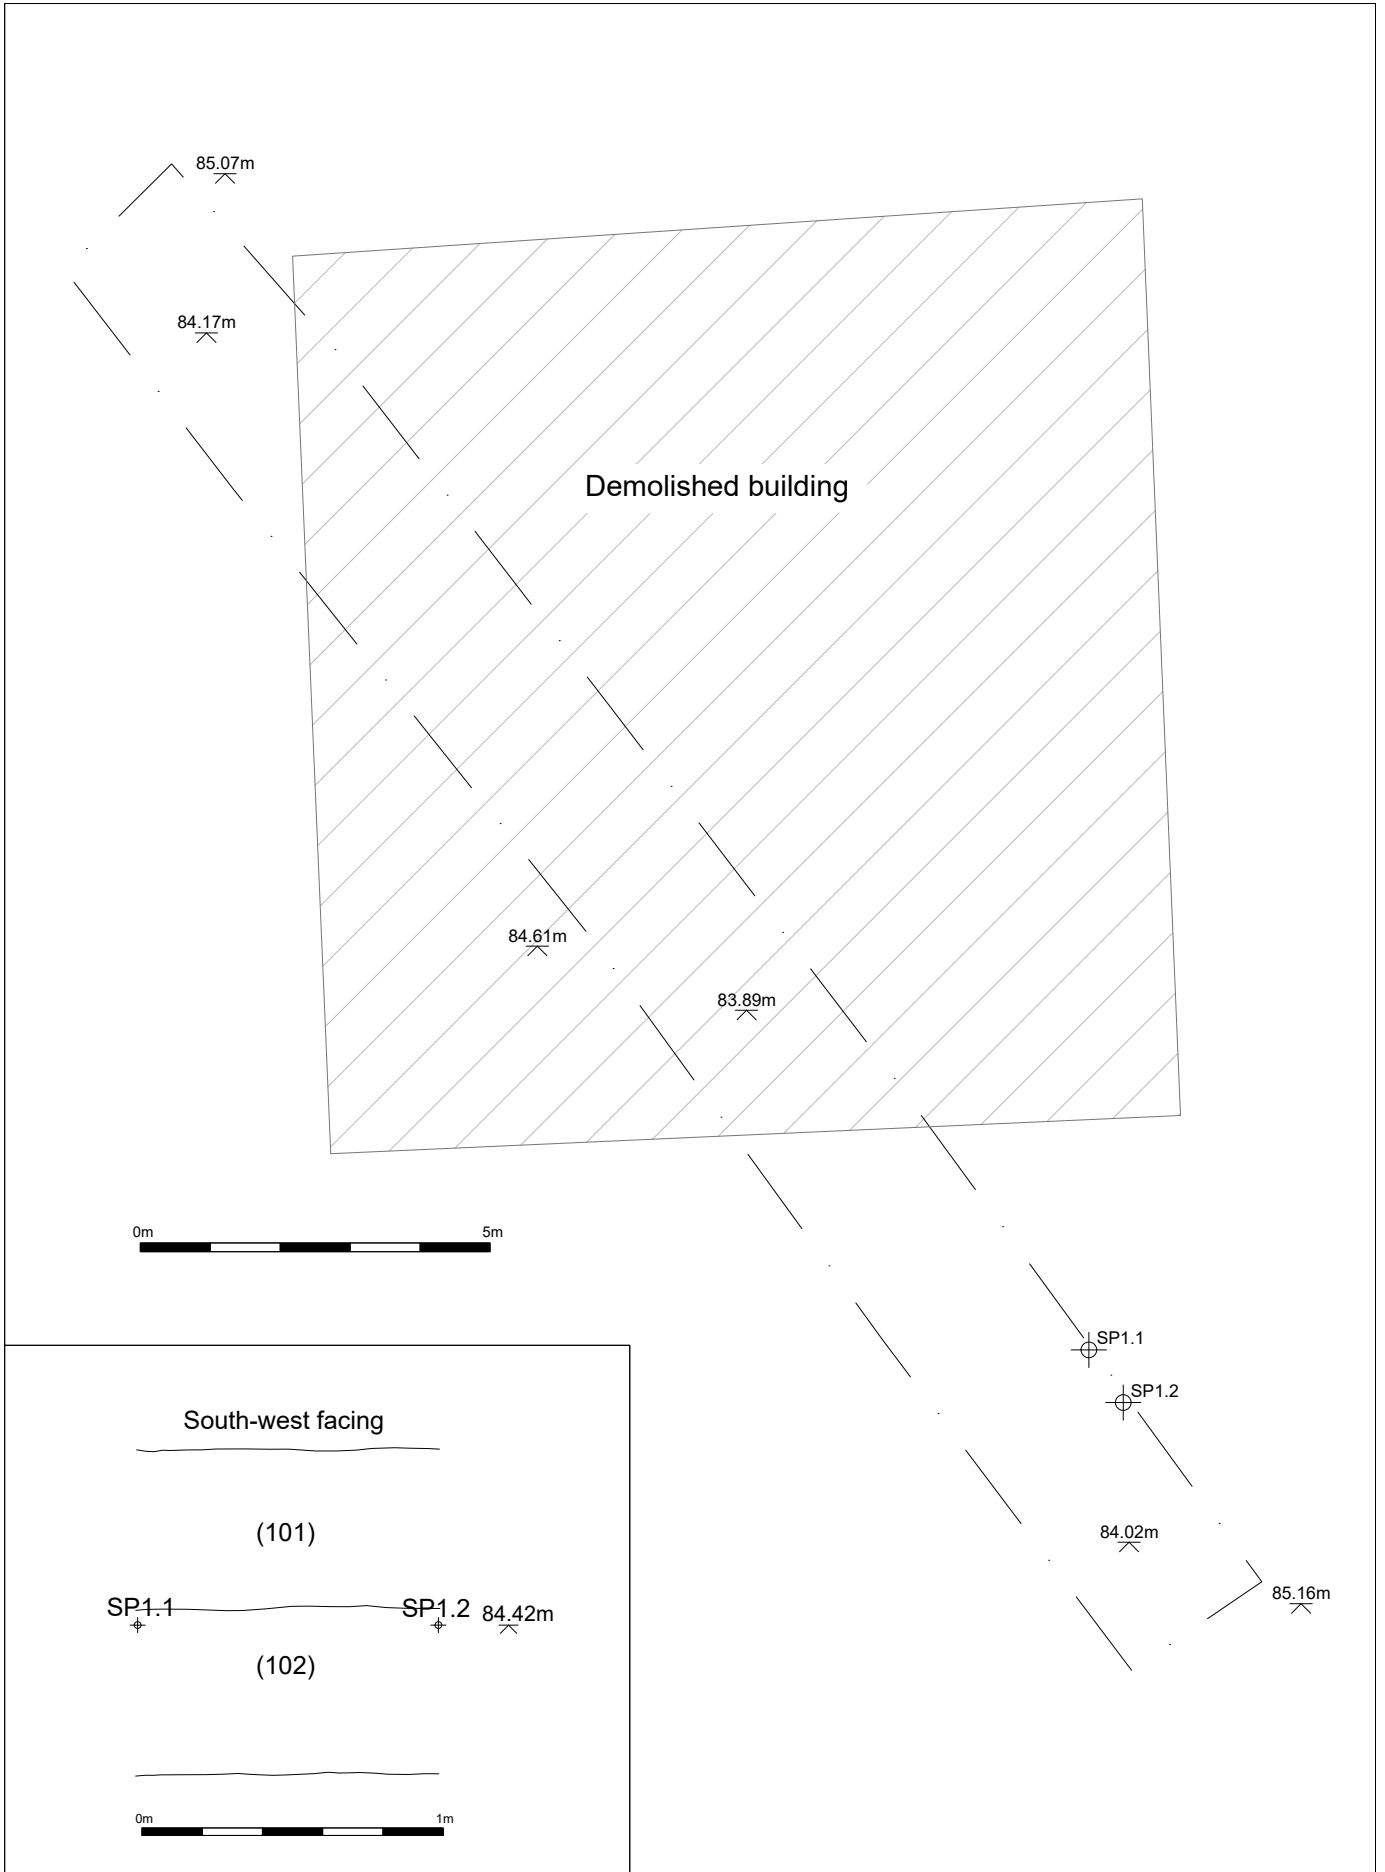 85.07m
84.17m
Demolished building
84.61m
83.89m
0m 5m
SP1.1
SP1.2
84.02m
85.16m
South-west facing
(101)
SP1.1 SP1.2 84.42m
(102)
0m 1m